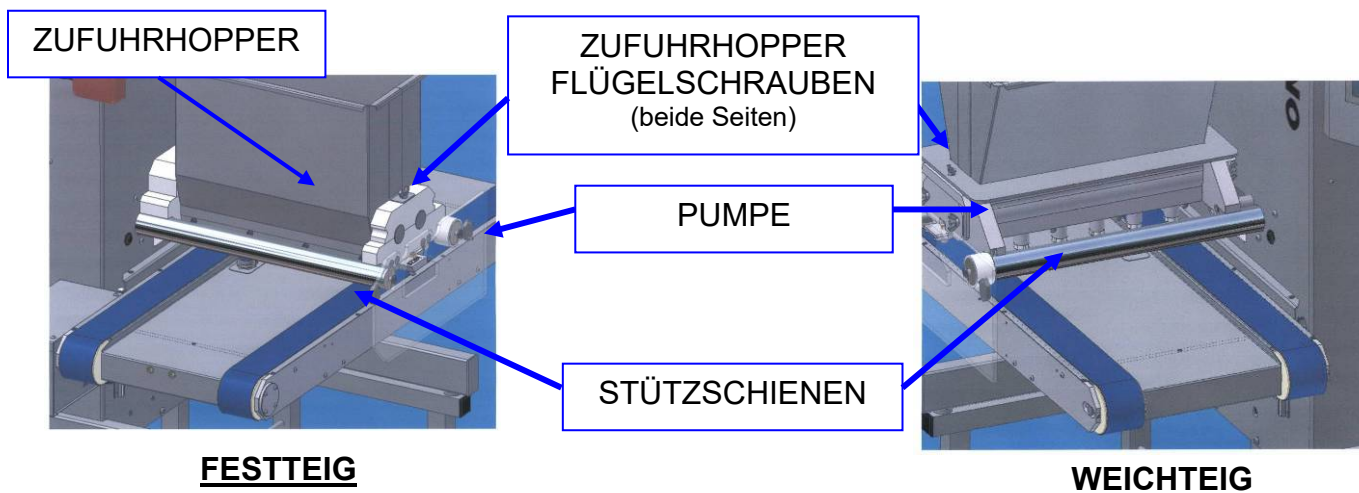 ZUFUHRHOPPER
ZUFUHRHOPPER
FLÜGELSCHRAUBEN
(beide Seiten)
PUMPE
STÜTZSCHIENEN
FESTTEIG
WEICHTEIG